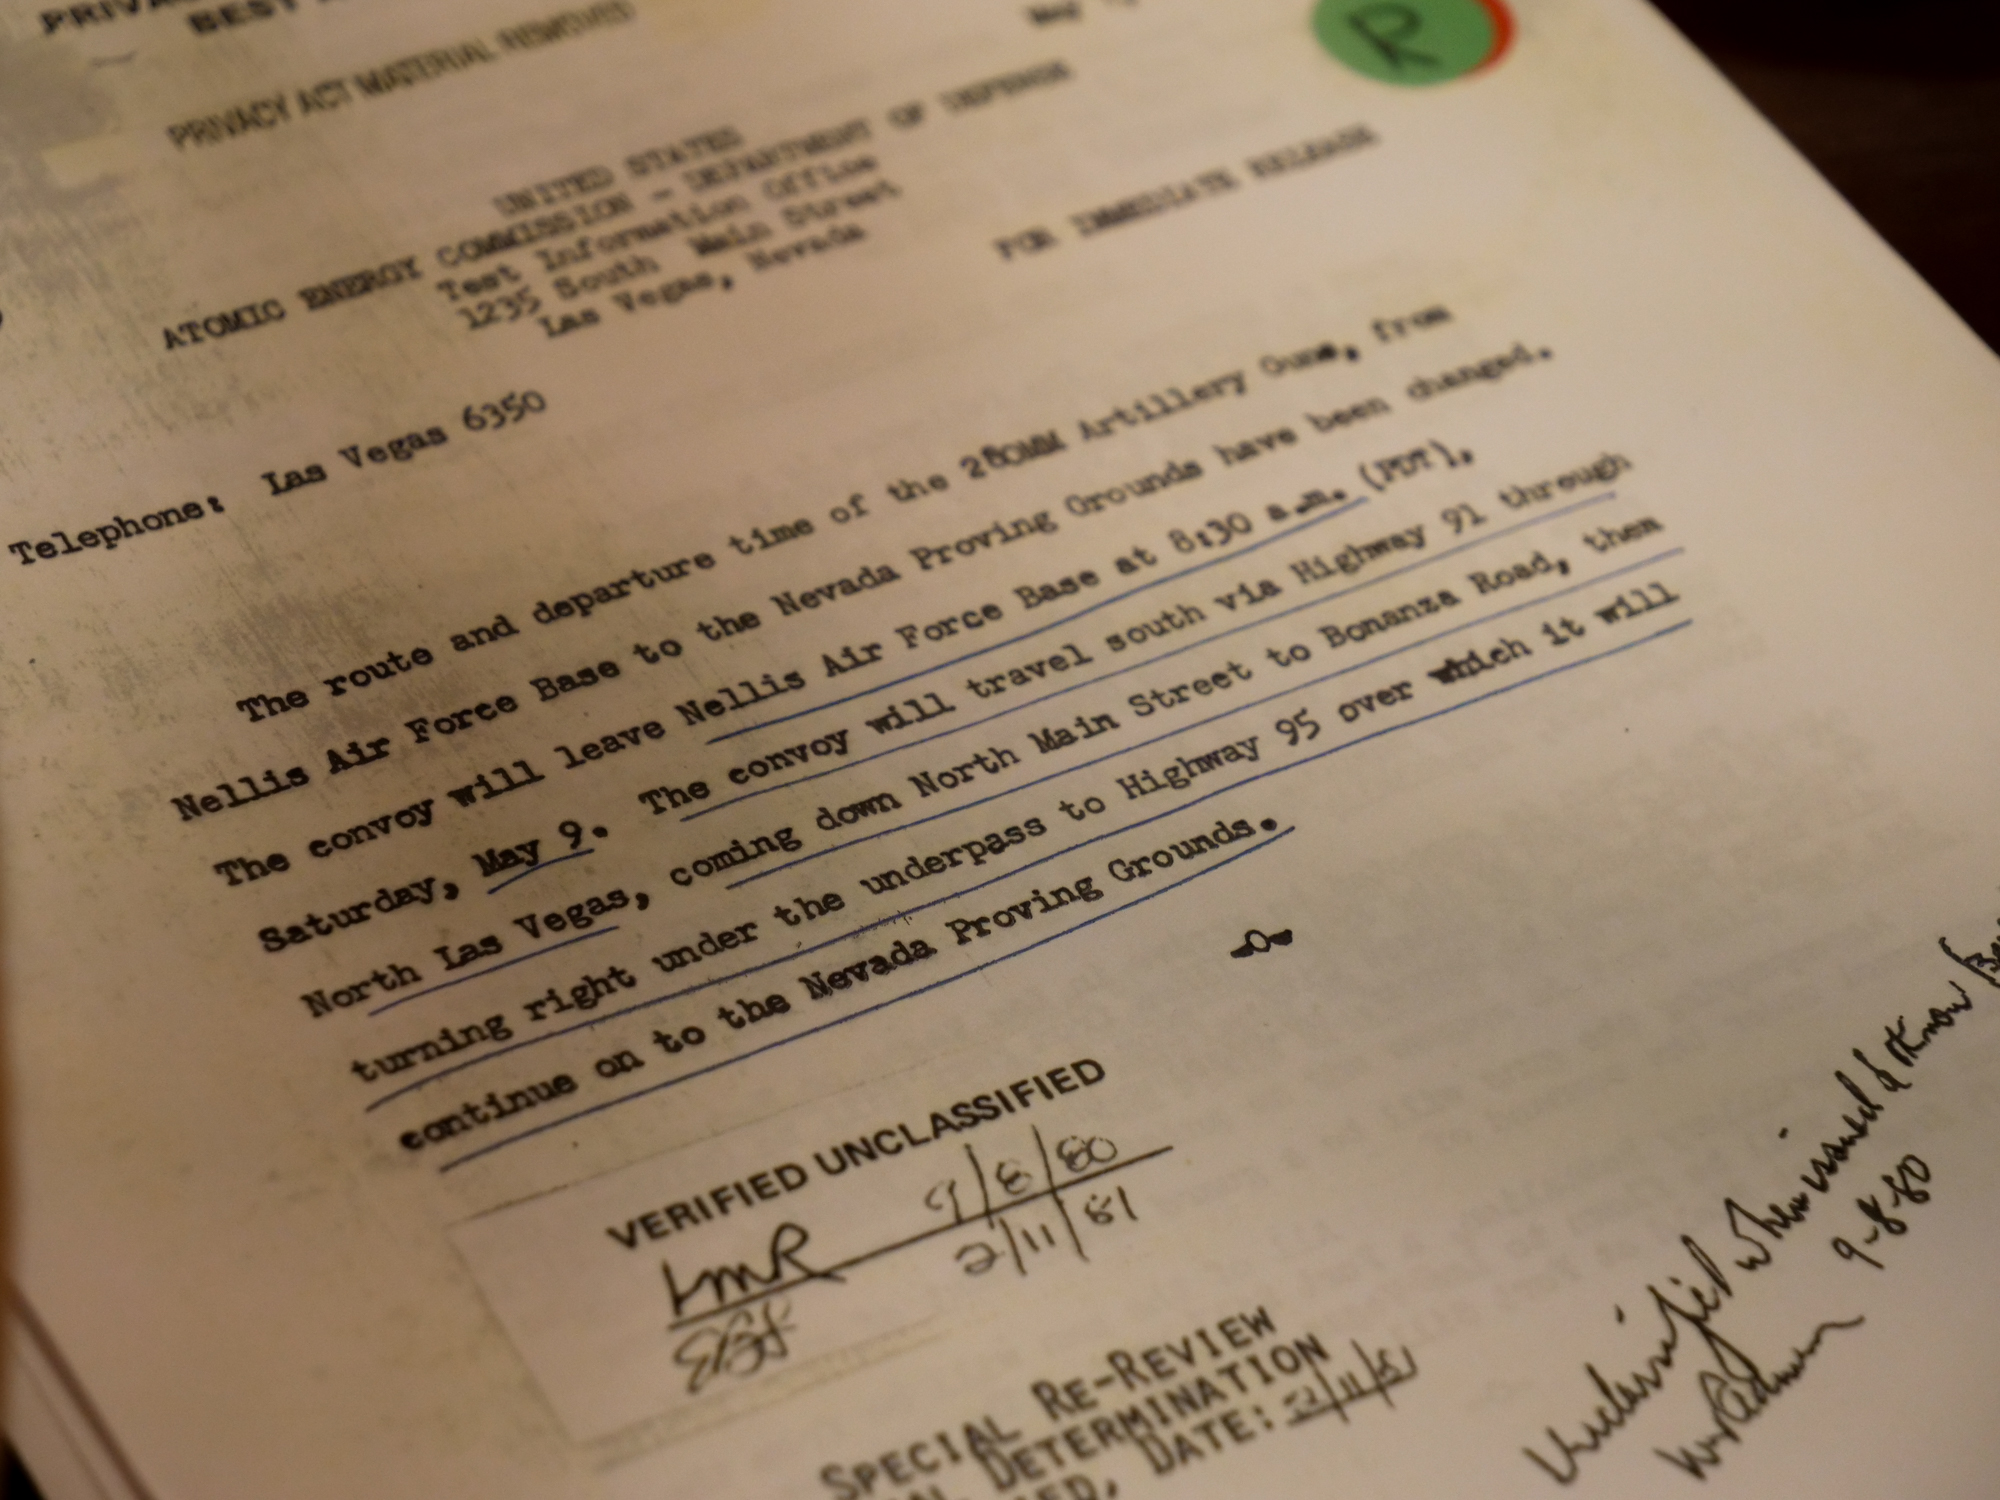 BEST
PRIVACY ACT MATERIAL REMOVED
R
UNITED STATES
ATOMIC ENERGY COMMISSION - DEPARTMENT OF DEFENSE
Test Information Office
1235 South Main Street
Las Vegas, Nevada
FOR IMMEDIATE RELEASE
Telephone: Las Vegas 6350
The route and departure time of the 280MM Artillery Guns, from
Nellis Air Force Base to the Nevada Proving Grounds have been changed.
The convoy will leave Nellis Air Force Base at 8:30 a.m. (PDT),
Saturday, May 9. The convoy will travel south via Highway 91 through
North Las Vegas, coming down North Main Street to Bonanza Road, then
turning right under the underpass to Highway 95 over which it will
continue on to the Nevada Proving Grounds.
-0-
VERIFIED UNCLASSIFIED
LMR 9/8/80
2/11/81
SPECIAL RE-REVIEW
DETERMINATION
DATE: 2/11/81
Unclassified when issued
9-8-80